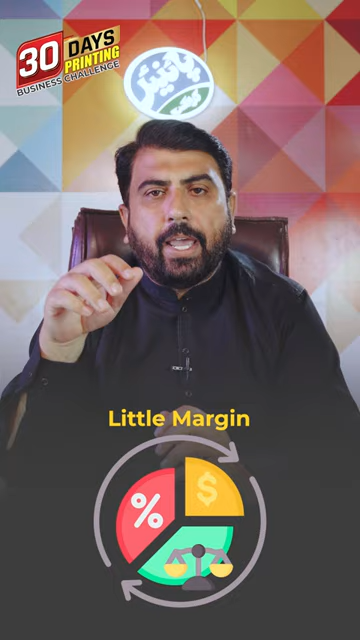 30 DAYS
PRINTING
BUSINESS CHALLENGE
Little Margin
%
$